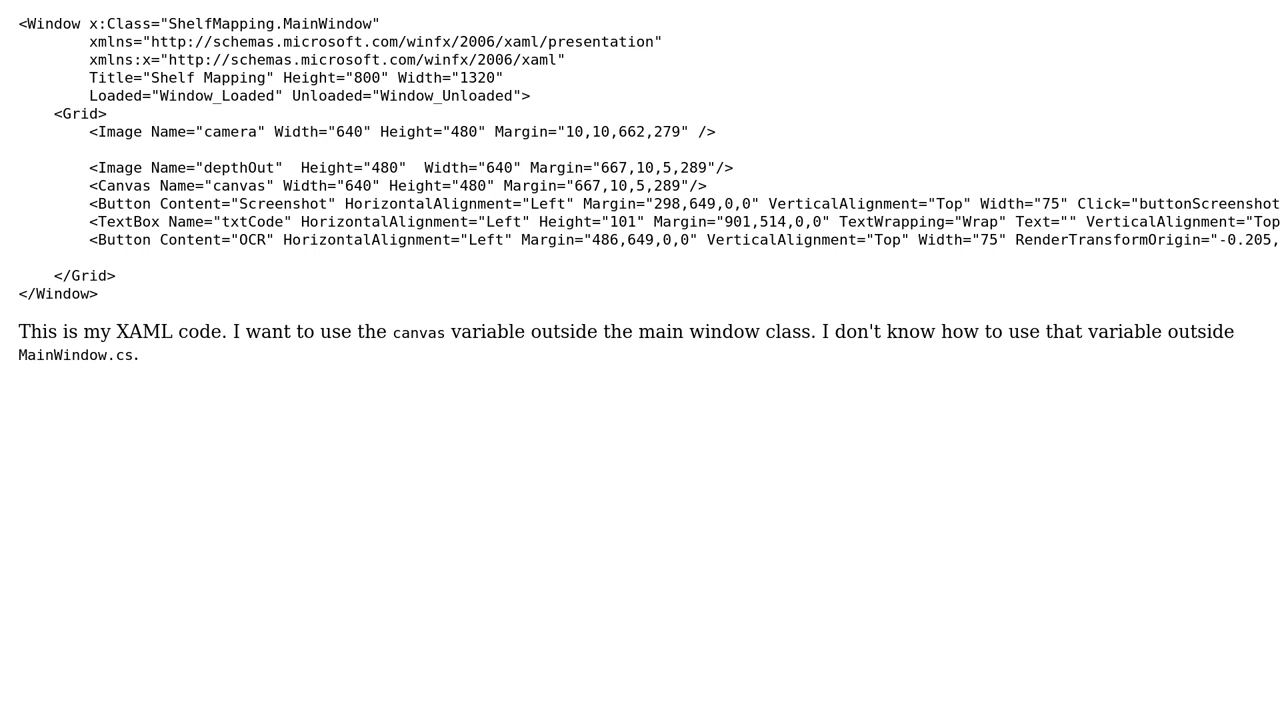 <Window x:Class="ShelfMapping.MainWindow"
        xmlns="http://schemas.microsoft.com/winfx/2006/xaml/presentation"
        xmlns:x="http://schemas.microsoft.com/winfx/2006/xaml"
        Title="Shelf Mapping" Height="800" Width="1320"
        Loaded="Window_Loaded" Unloaded="Window_Unloaded">
    <Grid>
        <Image Name="camera" Width="640" Height="480" Margin="10,10,662,279" />
        <Image Name="depthOut"  Height="480"  Width="640" Margin="667,10,5,289"/>
        <Canvas Name="canvas" Width="640" Height="480" Margin="667,10,5,289"/>
        <Button Content="Screenshot" HorizontalAlignment="Left" Margin="298,649,0,0" VerticalAlignment="Top" Width="75" Click="buttonScreenshot
        <TextBox Name="txtCode" HorizontalAlignment="Left" Height="101" Margin="901,514,0,0" TextWrapping="Wrap" Text="" VerticalAlignment="Top
        <Button Content="OCR" HorizontalAlignment="Left" Margin="486,649,0,0" VerticalAlignment="Top" Width="75" RenderTransformOrigin="-0.205,
    </Grid>
</Window>
This is my XAML code. I want to use the canvas variable outside the main window class. I don't know how to use that variable outside
MainWindow.cs.